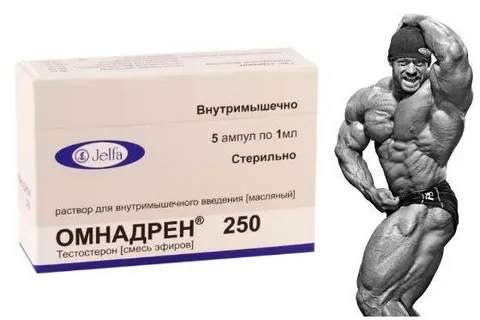 Внутримышечно
5 ампул по 1мл
Стерильно
Jelfa
раствор для внутримышечного введения [масляный]
ОМНАДРЕН® 250
Тестостерон [смесь эфиров]